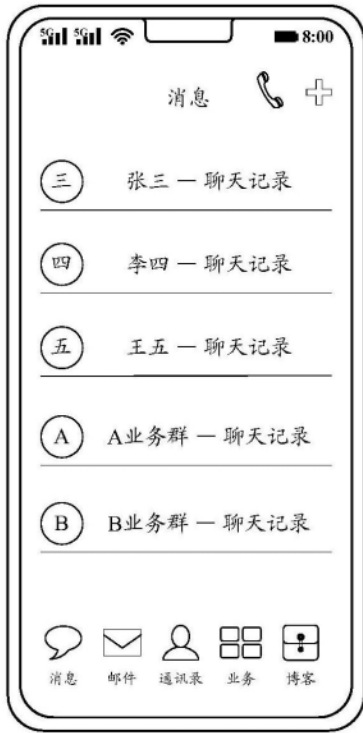 5G 5G 8:00
消息
三 张三 — 聊天记录
四 李四 — 聊天记录
五 王五 — 聊天记录
A A业务群 — 聊天记录
B B业务群 — 聊天记录
消息 邮件 通讯录 业务 博客